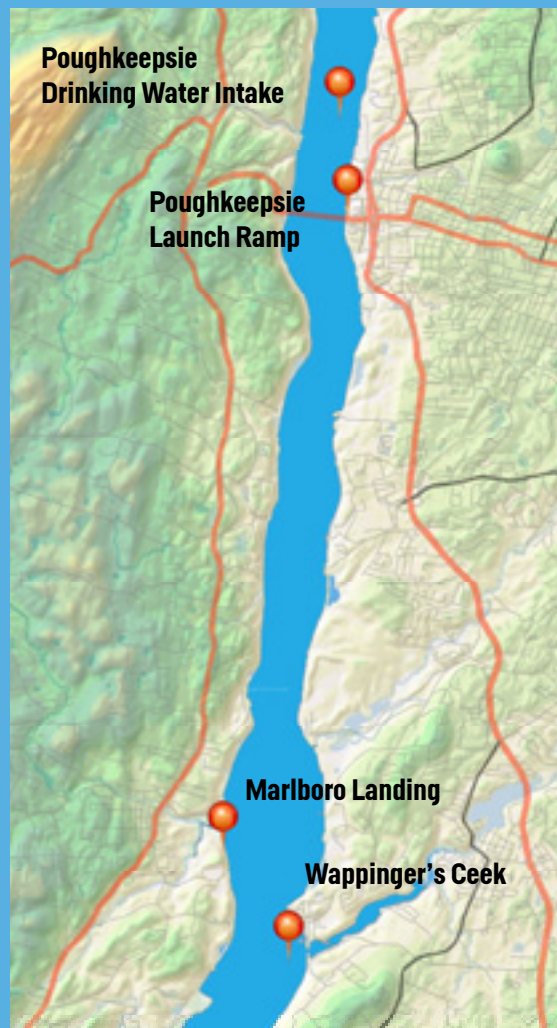 Poughkeepsie
Drinking Water Intake
Poughkeepsie
Launch Ramp
Marlboro Landing
Wappinger's Ceek